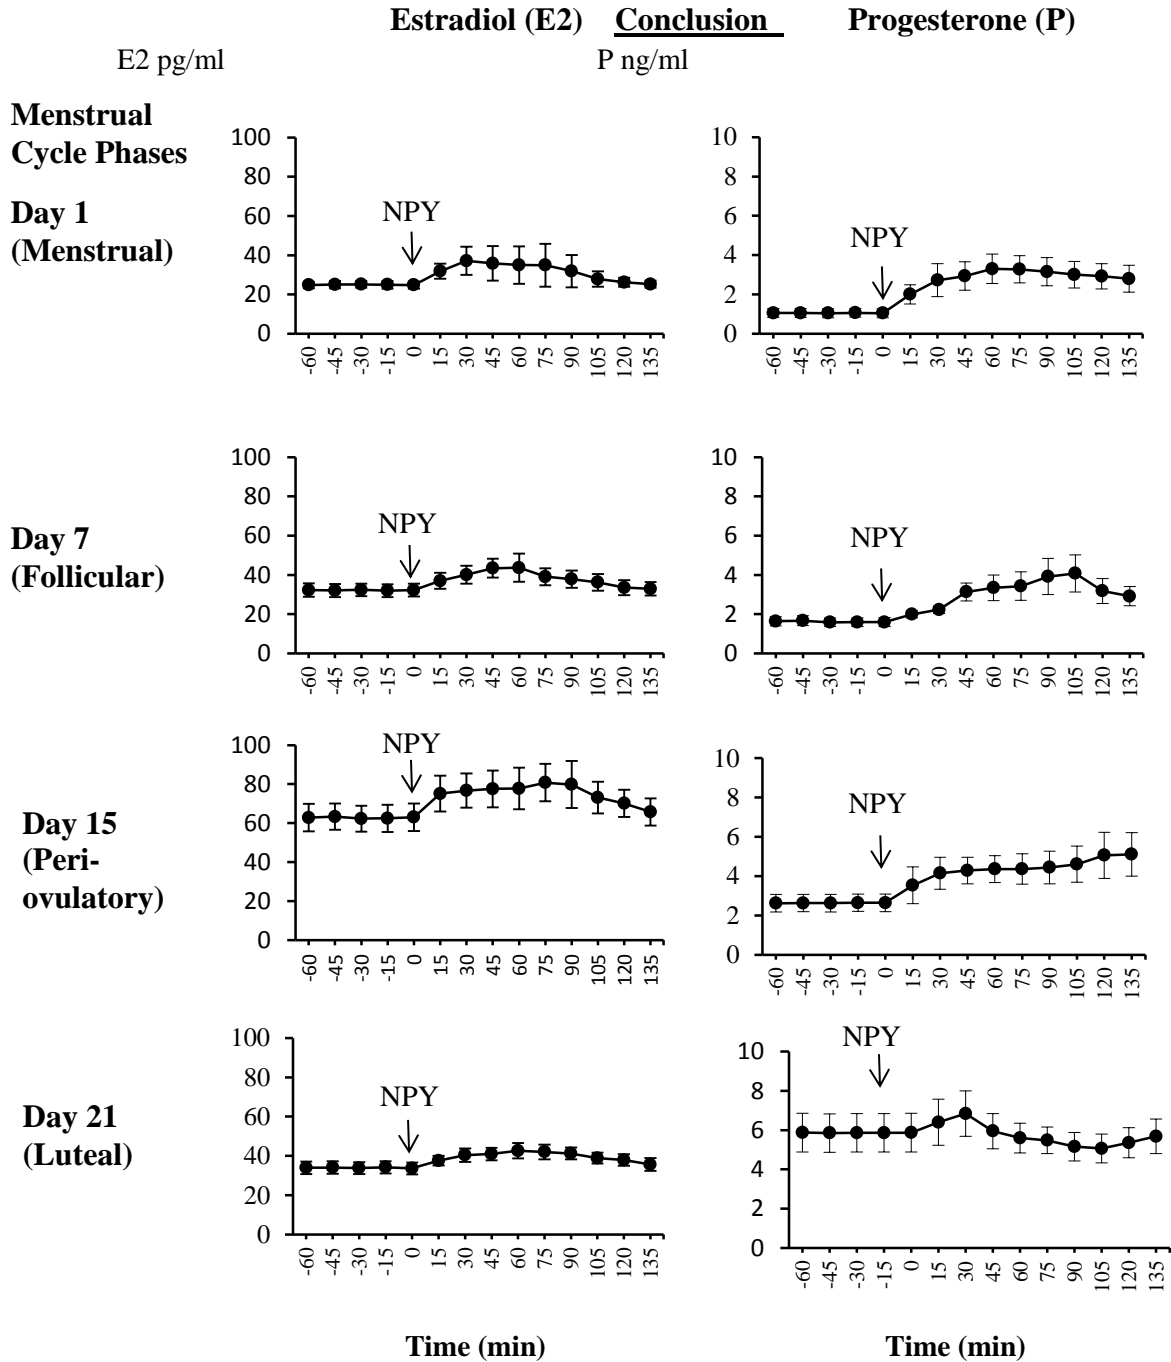 Estradiol (E2) Conclusion Progesterone (P)
E2 pg/ml P ng/ml
Menstrual
Cycle Phases
Day 1
(Menstrual)
100
80
60
40
20
0
NPY
-60 -45 -30 -15 0 15 30 45 60 75 90 105 120 135
10
8
6
4
2
0
NPY
-60 -45 -30 -15 0 15 30 45 60 75 90 105 120 135
Day 7
(Follicular)
100
80
60
40
20
0
NPY
-60 -45 -30 -15 0 15 30 45 60 75 90 105 120 135
10
8
6
4
2
0
NPY
-60 -45 -30 -15 0 15 30 45 60 75 90 105 120 135
Day 15
(Peri-
ovulatory)
100
80
60
40
20
0
NPY
-60 -45 -30 -15 0 15 30 45 60 75 90 105 120 135
10
8
6
4
2
0
NPY
-60 -45 -30 -15 0 15 30 45 60 75 90 105 120 135
Day 21
(Luteal)
100
80
60
40
20
0
NPY
-60 -45 -30 -15 0 15 30 45 60 75 90 105 120 135
10
8
6
4
2
0
NPY
-60 -45 -30 -15 0 15 30 45 60 75 90 105 120 135
Time (min) Time (min)